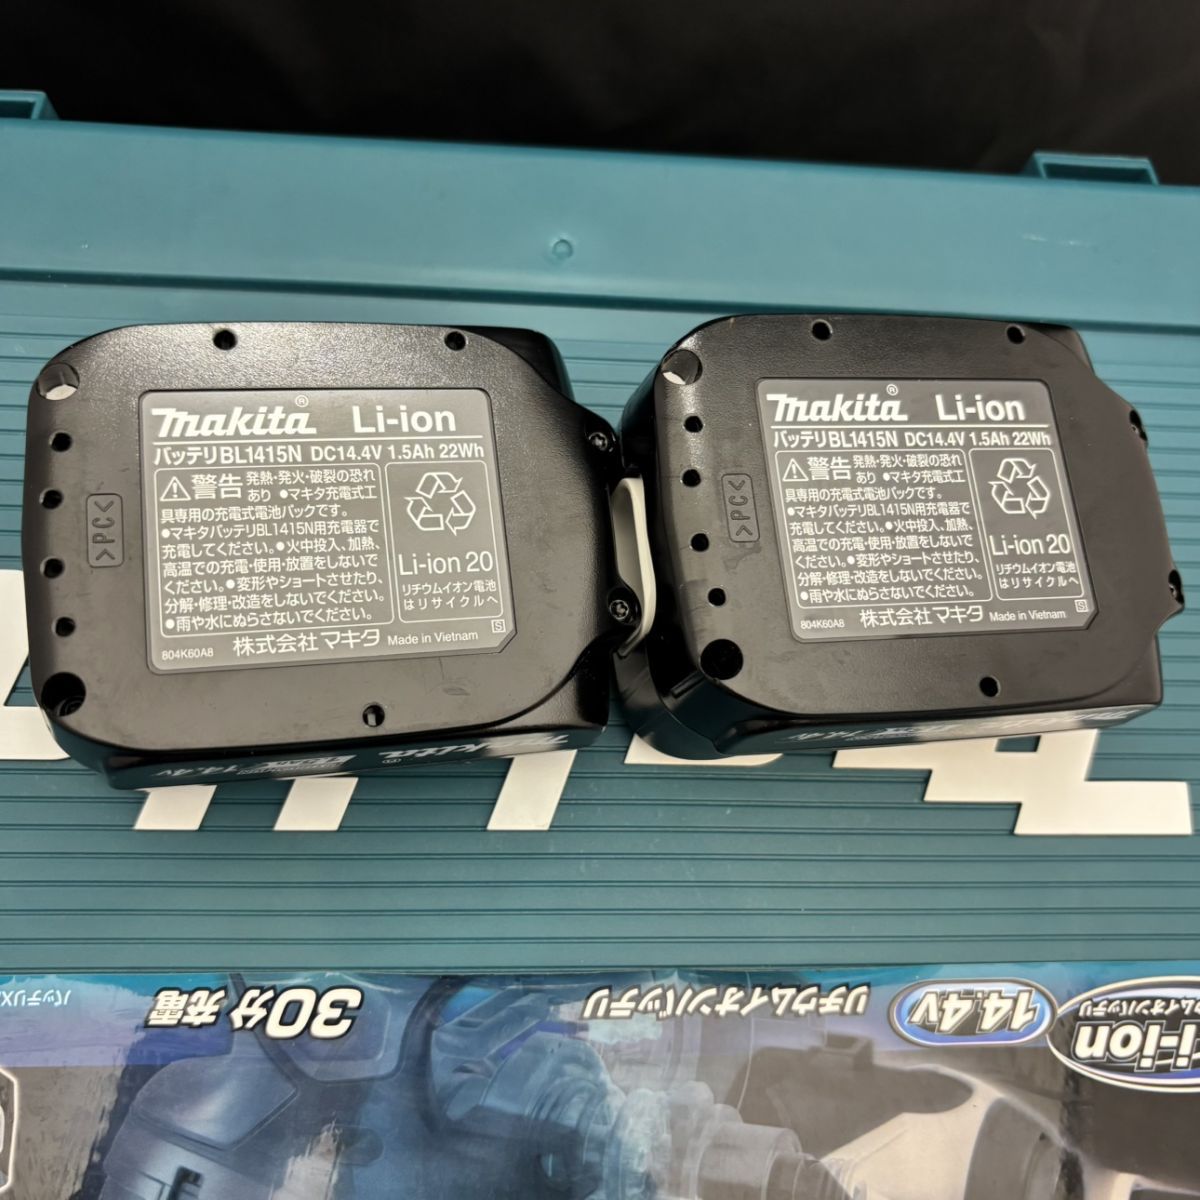 makita® Li-ion
バッテリBL1415N DC14.4V 1.5Ah 22Wh
警告 発熱・発火・破裂の恐れ
あり ●マキタ充電式工
具専用の充電式電池パックです。
●マキタバッテリBL1415N用充電器で
充電してください。●火中投入、加熱、
高温での充電・使用・放置をしないで
ください。●変形やショートさせたり、
分解・修理・改造をしないでください。
●雨や水にぬらさないでください。
Li-ion 20
リチウムイオン電池
はリサイクルへ
804K60A8 株式会社マキタ Made in Vietnam S
>PC<
makita 14.4V
makita® Li-ion
バッテリBL1415N DC14.4V 1.5Ah 22Wh
警告 発熱・発火・破裂の恐れ
あり ●マキタ充電式工
具専用の充電式電池パックです。
●マキタバッテリBL1415N用充電器で
充電してください。●火中投入、加熱、
高温での充電・使用・放置をしないで
ください。●変形やショートさせたり、
分解・修理・改造をしないでください。
●雨や水にぬらさないでください。
Li-ion 20
リチウムイオン電池
はリサイクルへ
804K60A8 株式会社マキタ Made in Vietnam S
>PC<
makita 14.4V
Li-ion
14.4V リチウムイオンバッテリ
30分充電